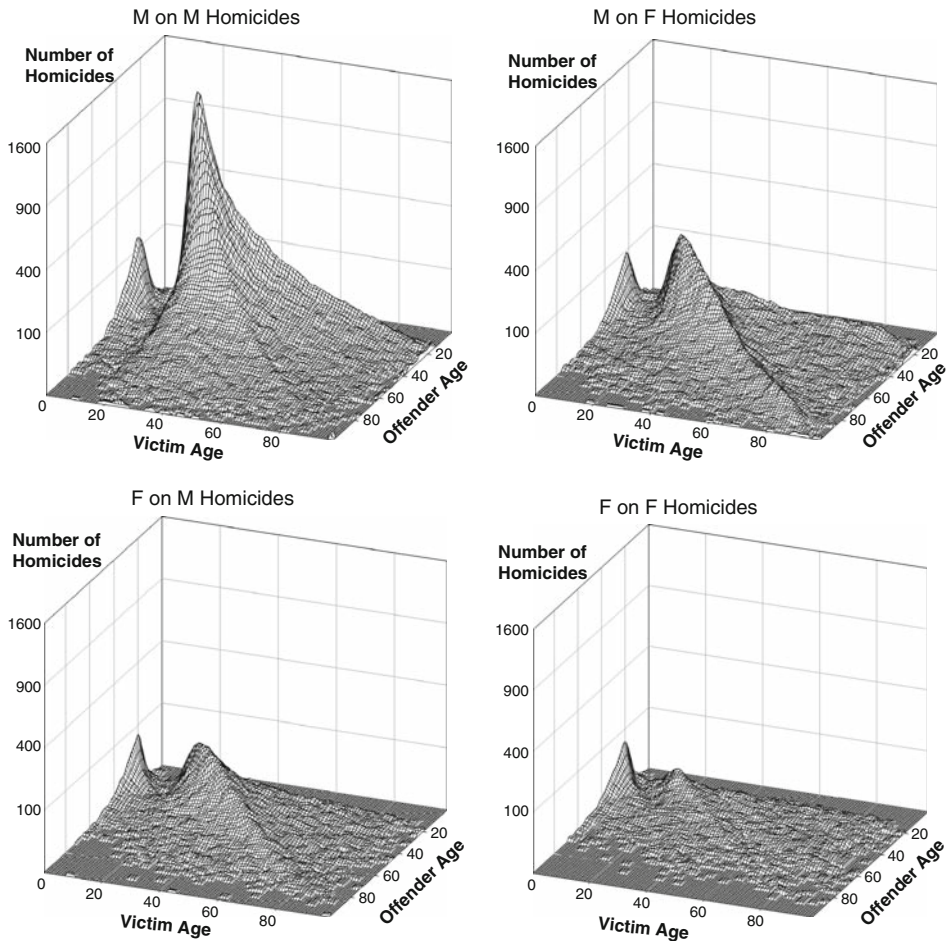 M on M Homicides
Number of
Homicides
1600
900
400
100
0
20
40
60
80
Victim Age
80
60
40
20
Offender Age
M on F Homicides
Number of
Homicides
1600
900
400
100
0
20
40
60
80
Victim Age
80
60
40
20
Offender Age
F on M Homicides
Number of
Homicides
1600
900
400
100
0
20
40
60
80
Victim Age
80
60
40
20
Offender Age
F on F Homicides
Number of
Homicides
1600
900
400
100
0
20
40
60
80
Victim Age
80
60
40
20
Offender Age